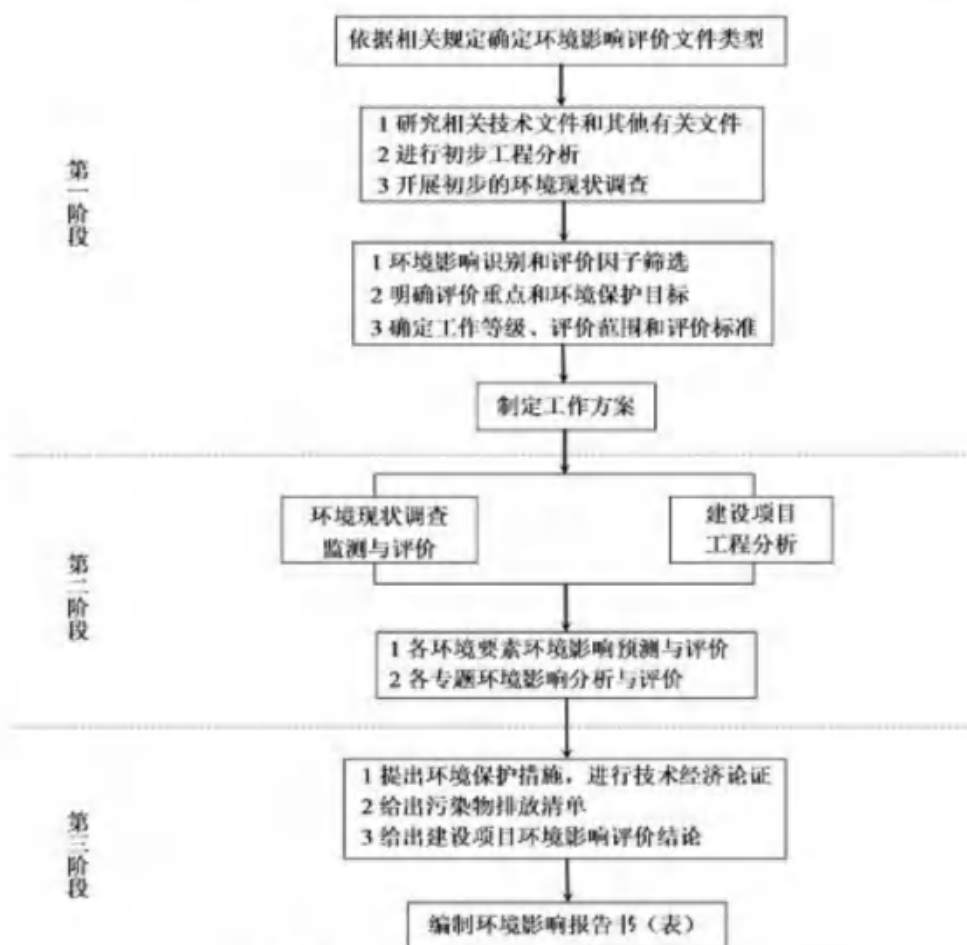 依据相关规定确定环境影响评价文件类型
1 研究相关技术文件和其他有关文件
2 进行初步工程分析
3 开展初步的环境现状调查
第一阶段
1 环境影响识别和评价因子筛选
2 明确评价重点和环境保护目标
3 确定工作等级、评价范围和评价标准
制定工作方案
环境现状调查
监测与评价
建设项目
工程分析
第二阶段
1 各环境要素环境影响预测与评价
2 各专题环境影响分析与评价
1 提出环境保护措施，进行技术经济论证
2 给出污染物排放清单
3 给出建设项目环境影响评价结论
第三阶段
编制环境影响报告书（表）